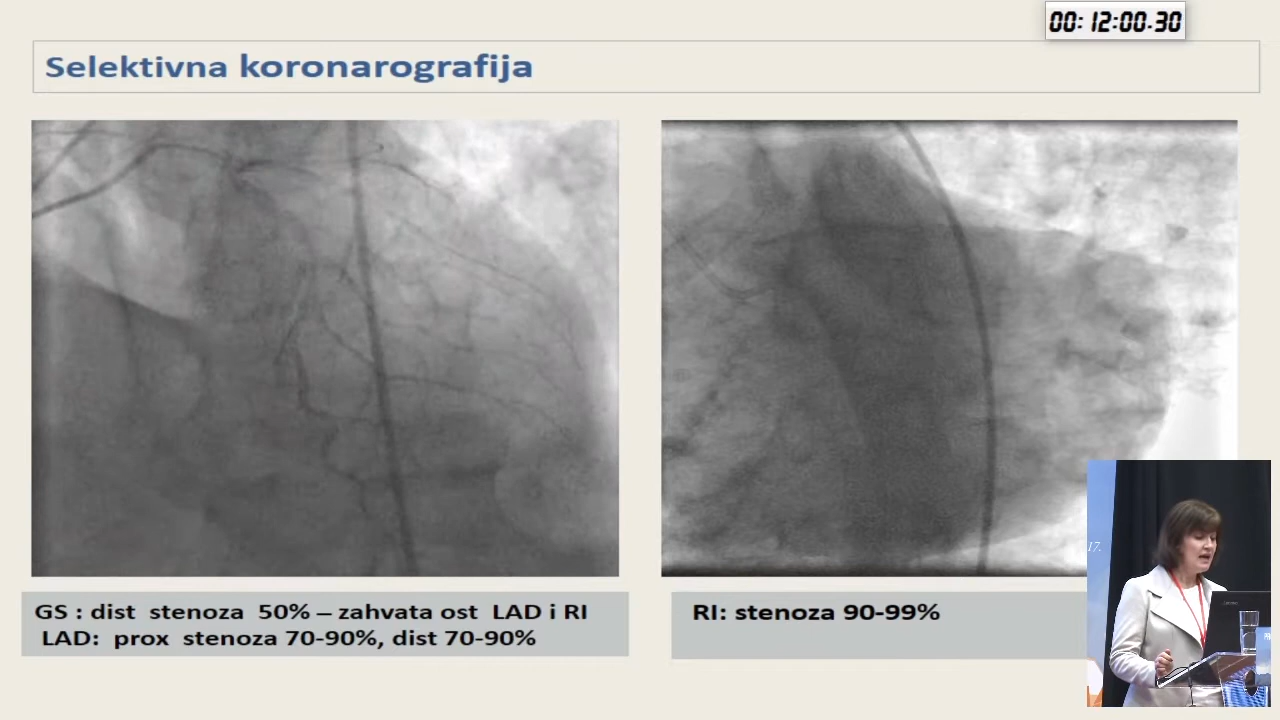 00:12:00.30
Selektivna koronarografija
GS : dist stenoza 50% – zahvata ost LAD i RI
LAD: prox stenoza 70-90%, dist 70-90%
RI: stenoza 90-99%
17.